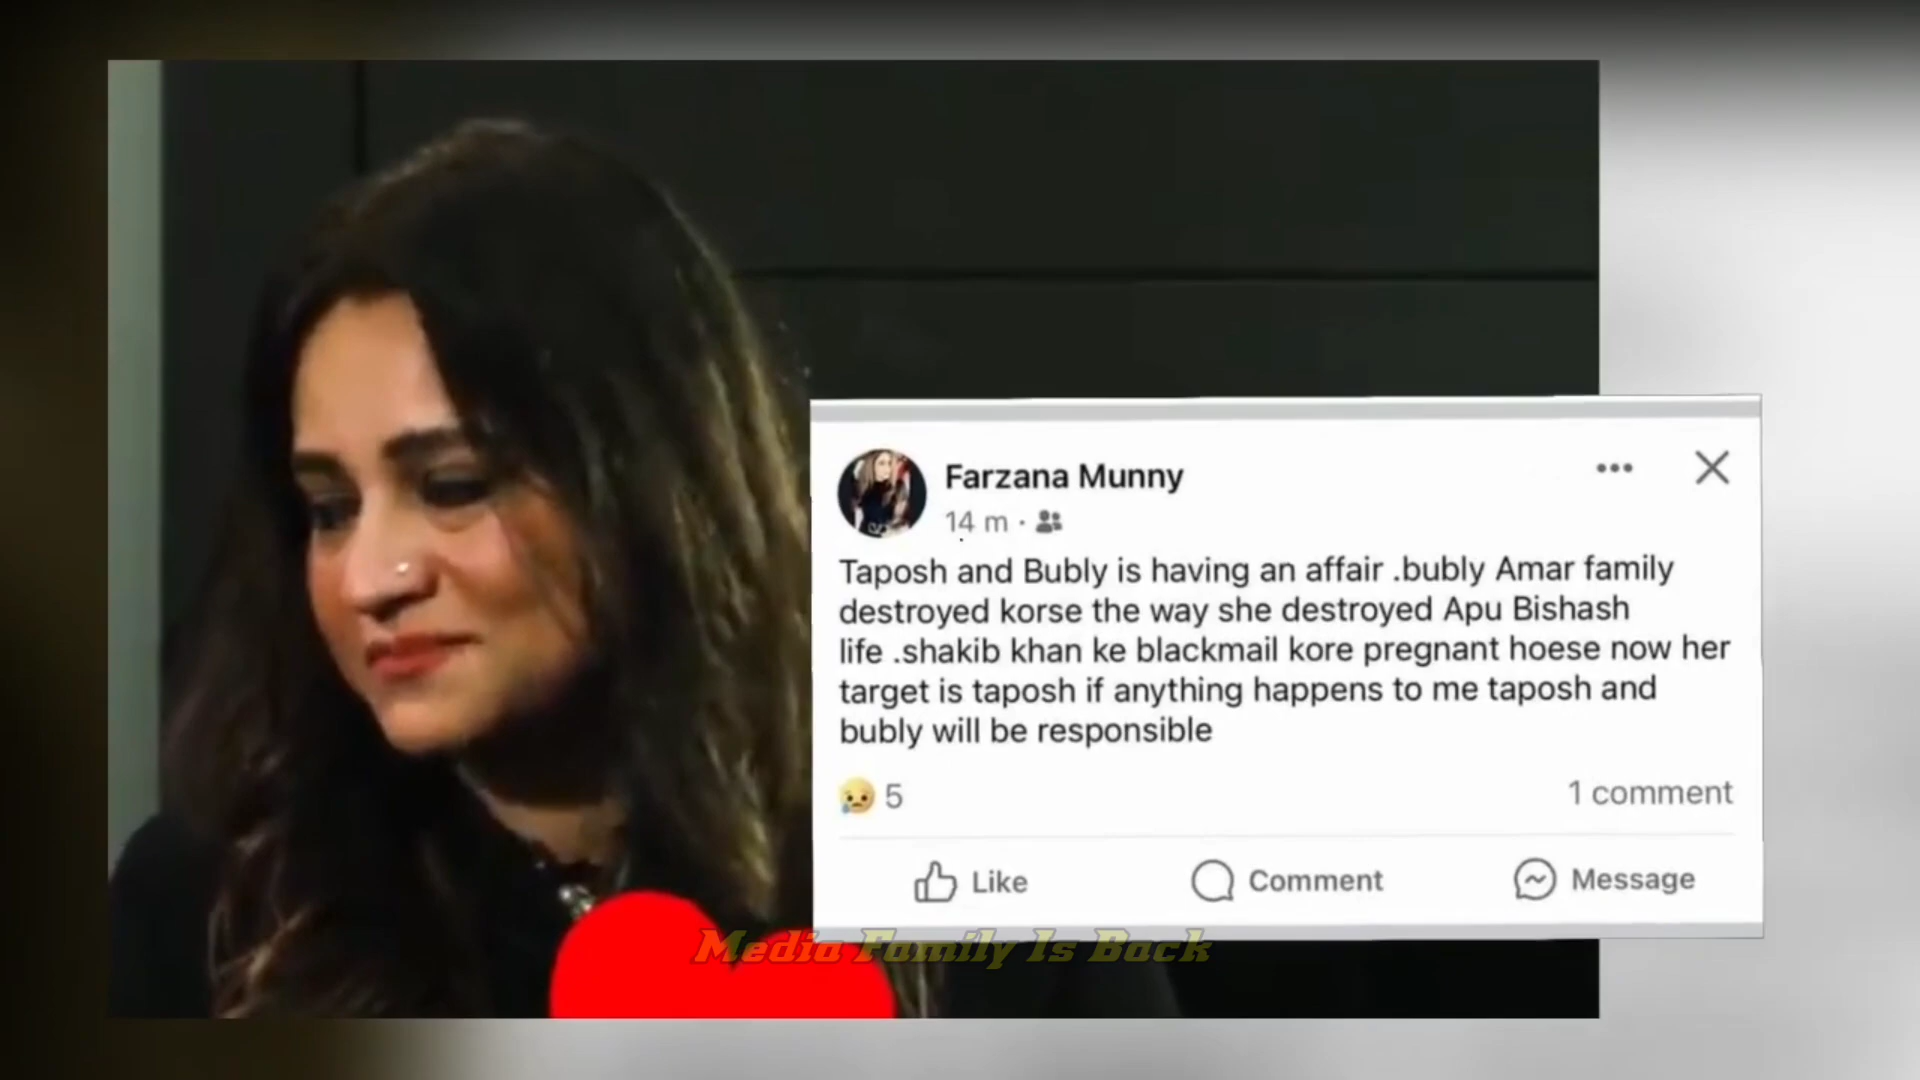 Farzana Munny
14 m ·
Taposh and Bubly is having an affair .bubly Amar family
destroyed korse the way she destroyed Apu Bishash
life .shakib khan ke blackmail kore pregnant hoese now her
target is taposh if anything happens to me taposh and
bubly will be responsible
5
1 comment
Like
Comment
Message
Media Family Is Back